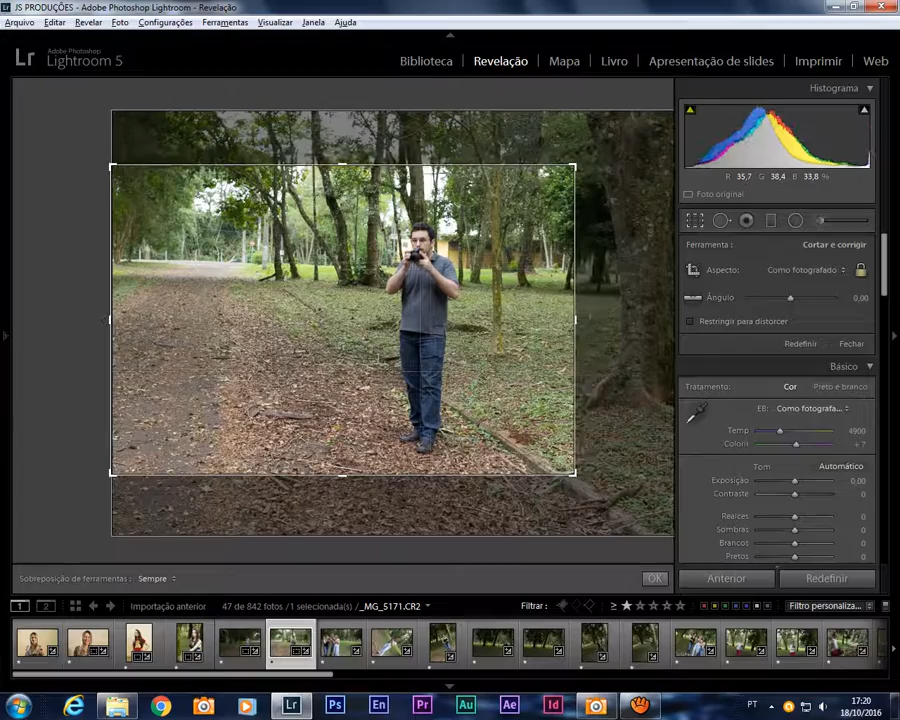 JS PRODUÇÕES - Adobe Photoshop Lightroom - Revelação
Arquivo Editar Revelar Foto Configurações Ferramentas Visualizar Janela Ajuda
Lr Adobe Photoshop
Lightroom 5
Biblioteca Revelação Mapa Livro Apresentação de slides Imprimir Web
Histograma
R 35,7 G 38,4 B 33,8 %
Foto original
Ferramenta : Cortar e corrigir
Aspecto: Como fotografado
Ângulo 0,00
Restringir para distorcer
Redefinir Fechar
Básico
Tratamento: Cor Preto e branco
EB: Como fotografa...
Temp 4900
Colorir + 7
Tom Automático
Exposição 0,00
Contraste 0
Realces 0
Sombras 0
Brancos 0
Pretos 0
Sobreposição de ferramentas: Sempre OK
Anterior Redefinir
1 2 Importação anterior 47 de 842 fotos /1 selecionada(s) /_MG_5171.CR2 Filtrar : ≥ Filtro personaliza...
Lr Ps En Pr Au Ae Id PT 17:20
18/10/2016